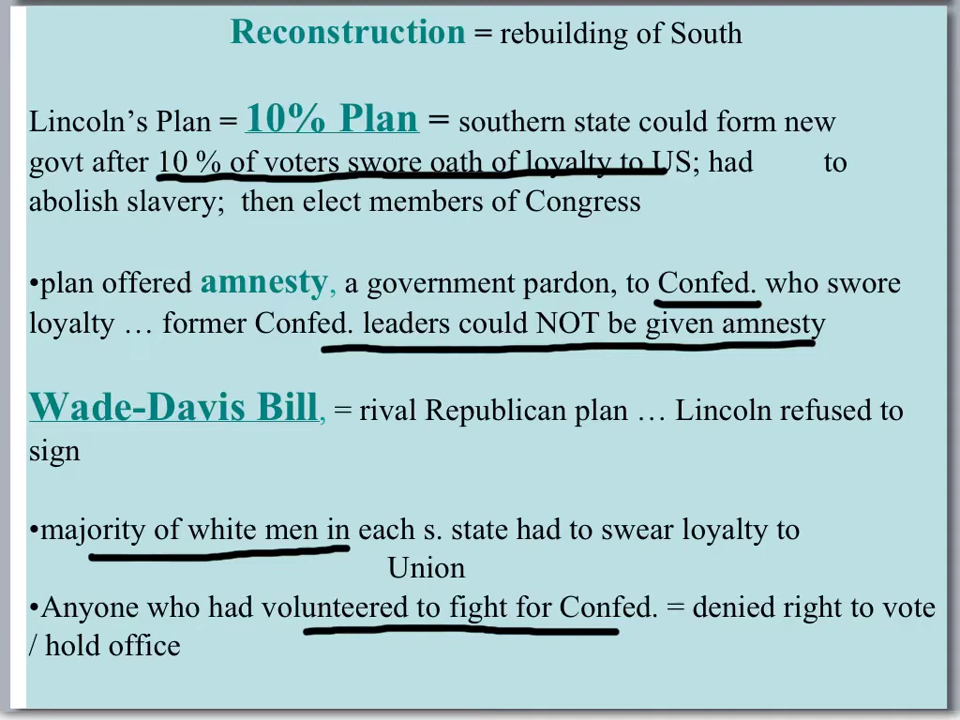 Reconstruction = rebuilding of South
Lincoln’s Plan = 10% Plan = southern state could form new
govt after 10 % of voters swore oath of loyalty to US; had to
abolish slavery; then elect members of Congress
•plan offered amnesty, a government pardon, to Confed. who swore
loyalty … former Confed. leaders could NOT be given amnesty
Wade-Davis Bill, = rival Republican plan … Lincoln refused to
sign
•majority of white men in each s. state had to swear loyalty to
Union
•Anyone who had volunteered to fight for Confed. = denied right to vote
/ hold office